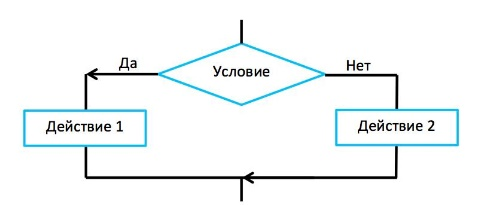 Да
Условие
Нет
Действие 1
Действие 2